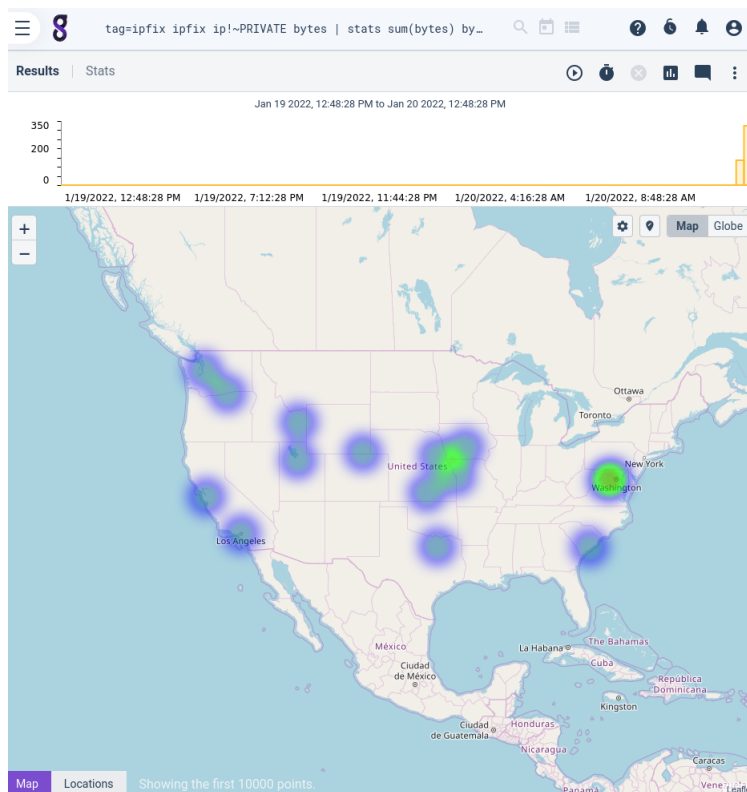 tag=ipfix ipfix ip!~PRIVATE bytes | stats sum(bytes) by…
Results Stats
Jan 19 2022, 12:48:28 PM to Jan 20 2022, 12:48:28 PM
350
200
0
1/19/2022, 12:48:28 PM 1/19/2022, 7:12:28 PM 1/19/2022, 11:44:28 PM 1/20/2022, 4:16:28 AM 1/20/2022, 8:48:28 AM
+
−
Map Globe
Ottawa
Toronto
New York
United States
Washington
Los Angeles
México
La Habana
The Bahamas
Cuba
Ciudad
de México
República
Dominicana
Kingston
Ciudad
de Guatemala
Honduras
Nicaragua
Caracas
Panamá
Map Locations Showing the first 10000 points.